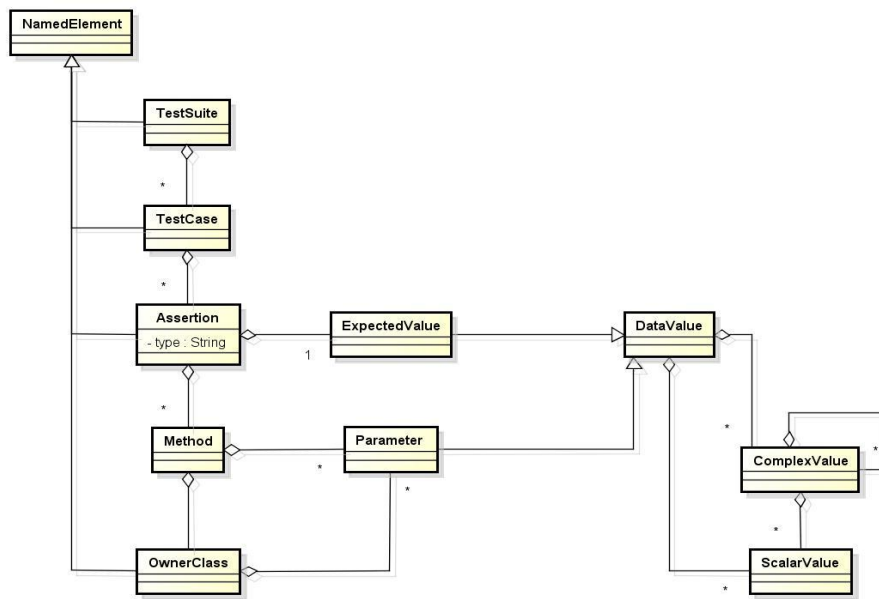 NamedElement
TestSuite
*
TestCase
*
Assertion
- type : String
1
ExpectedValue
DataValue
*
*
Method
*
Parameter
*
*
ComplexValue
*
OwnerClass
*
ScalarValue